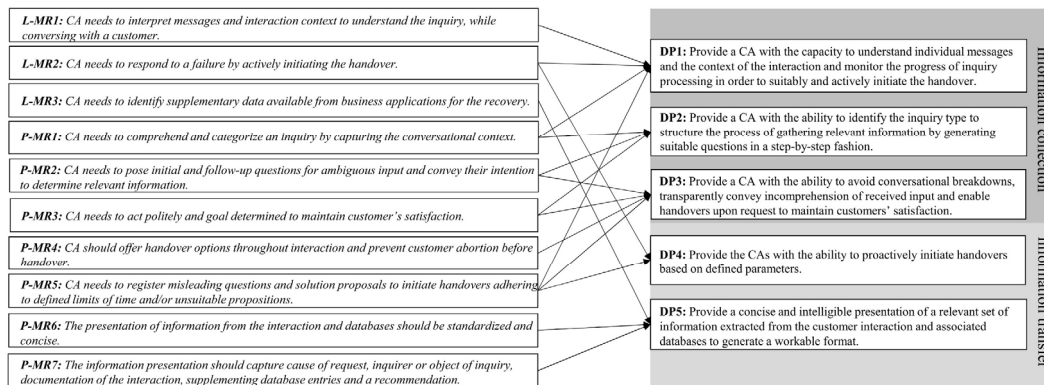 L-MR1: CA needs to interpret messages and interaction context to understand the inquiry, while
conversing with a customer.
L-MR2: CA needs to respond to a failure by actively initiating the handover.
L-MR3: CA needs to identify supplementary data available from business applications for the recovery.
P-MR1: CA needs to comprehend and categorize an inquiry by capturing the conversational context.
P-MR2: CA needs to pose initial and follow-up questions for ambiguous input and convey their intention
to determine relevant information.
P-MR3: CA needs to act politely and goal determined to maintain customer's satisfaction.
P-MR4: CA should offer handover options throughout interaction and prevent customer abortion before
handover.
P-MR5: CA needs to register misleading questions and solution proposals to initiate handovers adhering
to defined limits of time and/or unsuitable propositions.
P-MR6: The presentation of information from the interaction and databases should be standardized and
concise.
P-MR7: The information presentation should capture cause of request, inquirer or object of inquiry,
documentation of the interaction, supplementing database entries and a recommendation.
DP1: Provide a CA with the capacity to understand individual messages
and the context of the interaction and monitor the progress of inquiry
processing in order to suitably and actively initiate the handover.
DP2: Provide a CA with the ability to identify the inquiry type to
structure the process of gathering relevant information by generating
suitable questions in a step-by-step fashion.
DP3: Provide a CA with the ability to avoid conversational breakdowns,
transparently convey incomprehension of received input and enable
handovers upon request to maintain customers' satisfaction.
DP4: Provide the CAs with the ability to proactively initiate handovers
based on defined parameters.
DP5: Provide a concise and intelligible presentation of a relevant set of
information extracted from the customer interaction and associated
databases to generate a workable format.
Information collection
Information transfer